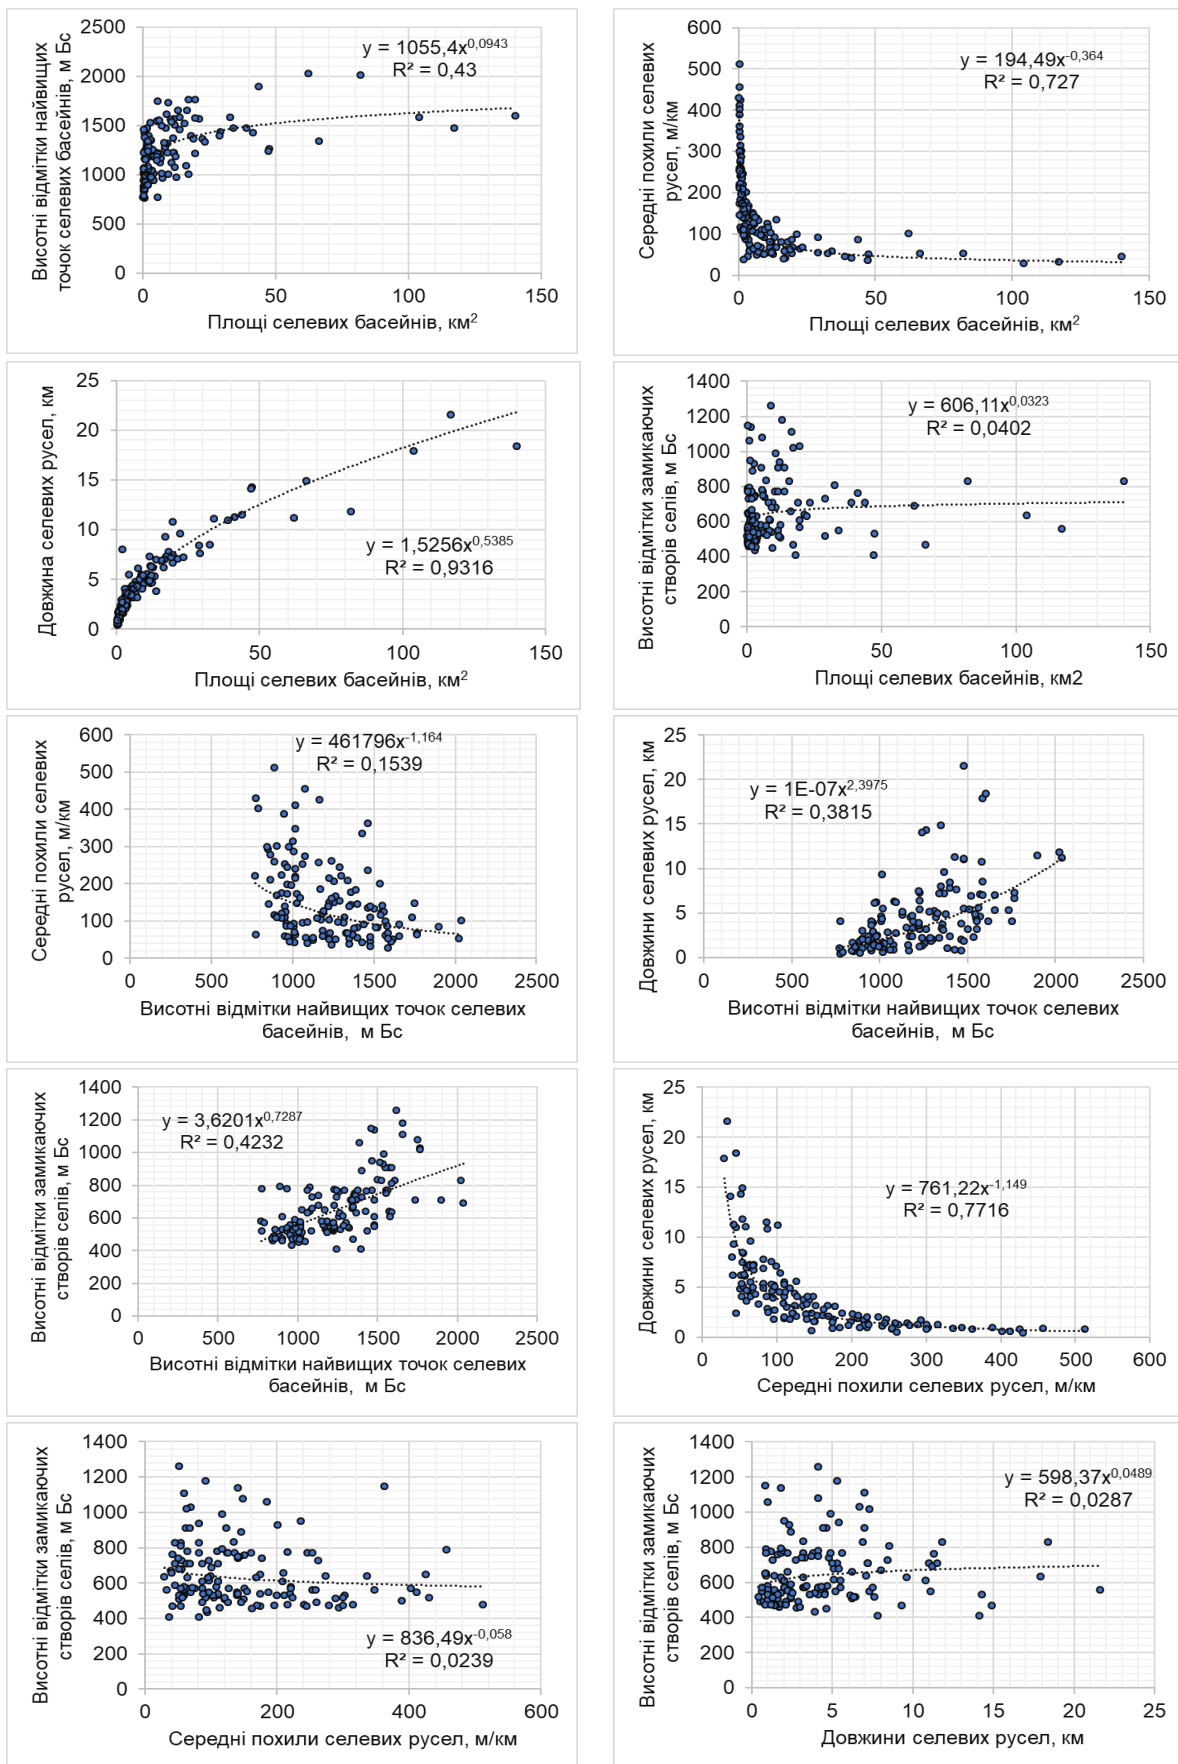 Висотні відмітки найвищих
точок селевих басейнів, м Бс
2500
2000
1500
1000
500
0
y = 1055,4x^0,0943
R² = 0,43
0 50 100 150
Площі селевих басейнів, км²
Середні похили селевих
русел, м/км
600
500
400
300
200
100
0
y = 194,49x^-0,364
R² = 0,727
0 50 100 150
Площі селевих басейнів, км²
Довжина селевих русел, км
25
20
15
10
5
0
y = 1,5256x^0,5385
R² = 0,9316
0 50 100 150
Площі селевих басейнів, км²
Висотні відмітки замикаючих
створів селів, м Бс
1400
1200
1000
800
600
400
200
0
y = 606,11x^0,0323
R² = 0,0402
0 50 100 150
Площі селевих басейнів, км2
Середні похили селевих
русел, м/км
600
500
400
300
200
100
0
y = 461796x^-1,164
R² = 0,1539
0 500 1000 1500 2000 2500
Висотні відмітки найвищих точок селевих
басейнів, м Бс
Довжини селевих русел, км
25
20
15
10
5
0
y = 1E-07x^2,3975
R² = 0,3815
0 500 1000 1500 2000 2500
Висотні відмітки найвищих точок селевих
басейнів, м Бс
Висотні відмітки замикаючих
створів селів, м Бс
1400
1200
1000
800
600
400
200
0
y = 3,6201x^0,7287
R² = 0,4232
0 500 1000 1500 2000 2500
Висотні відмітки найвищих точок селевих
басейнів, м Бс
Довжини селевих русел, км
25
20
15
10
5
0
y = 761,22x^-1,149
R² = 0,7716
0 100 200 300 400 500 600
Середні похили селевих русел, м/км
Висотні відмітки замикаючих
створів селів, м Бс
1400
1200
1000
800
600
400
200
0
y = 836,49x^-0,058
R² = 0,0239
0 200 400 600
Середні похили селевих русел, м/км
Висотні відмітки замикаючих
створів селів, м Бс
1400
1200
1000
800
600
400
200
0
y = 598,37x^0,0489
R² = 0,0287
0 5 10 15 20 25
Довжини селевих русел, км